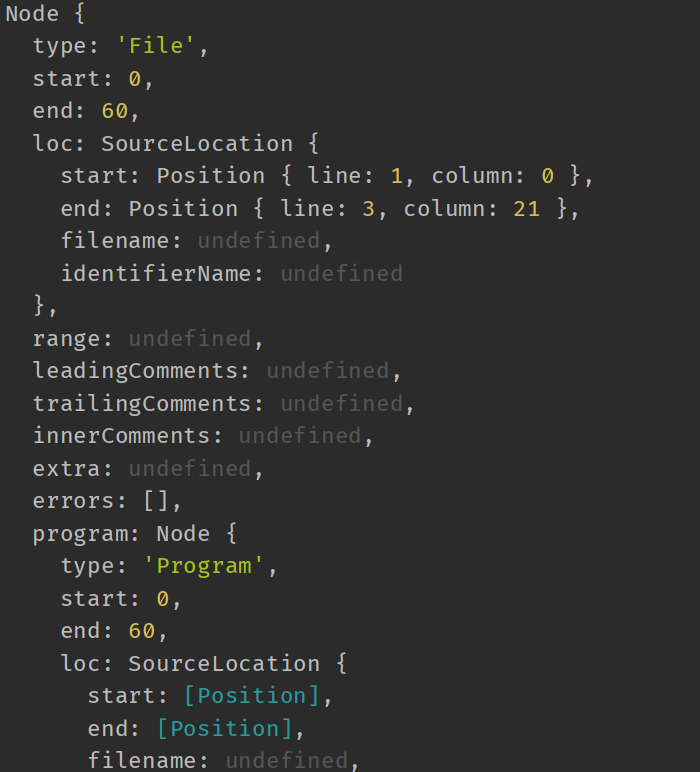 Node {
  type: 'File',
  start: 0,
  end: 60,
  loc: SourceLocation {
    start: Position { line: 1, column: 0 },
    end: Position { line: 3, column: 21 },
    filename: undefined,
    identifierName: undefined
  },
  range: undefined,
  leadingComments: undefined,
  trailingComments: undefined,
  innerComments: undefined,
  extra: undefined,
  errors: [],
  program: Node {
    type: 'Program',
    start: 0,
    end: 60,
    loc: SourceLocation {
      start: [Position],
      end: [Position],
      filename: undefined,